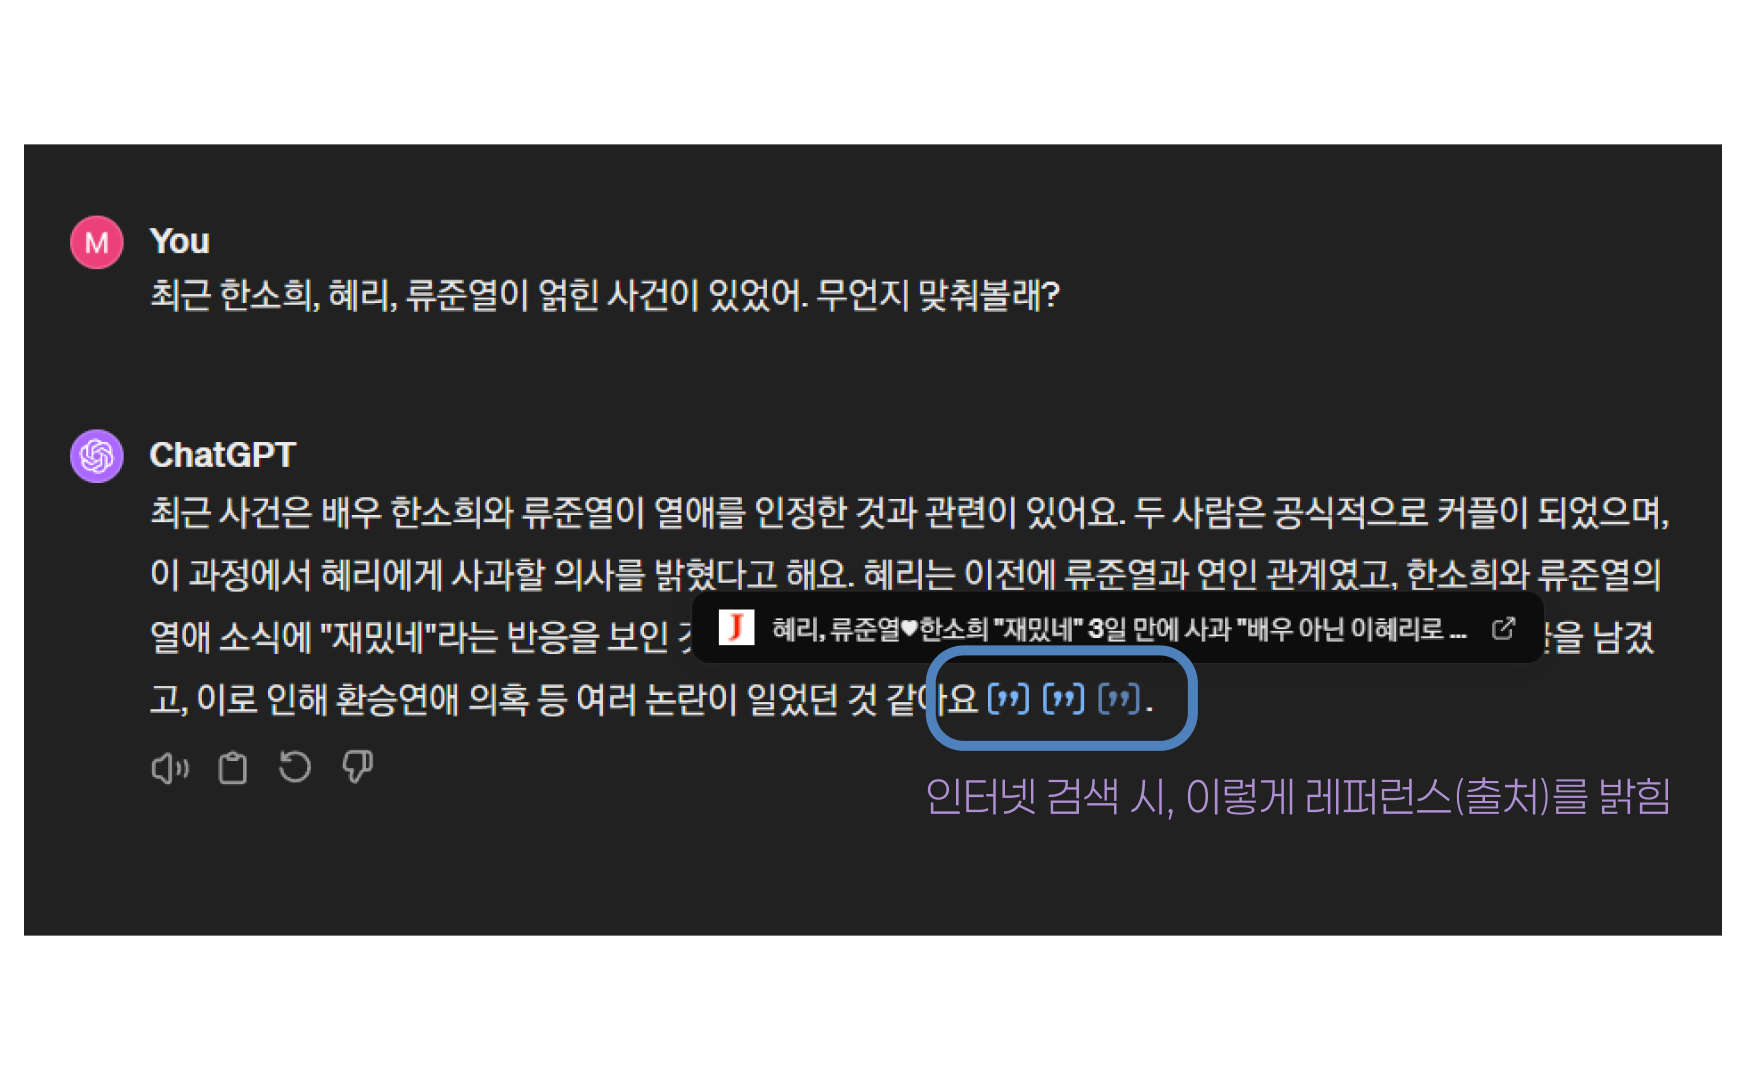 M
You
최근 한소희, 혜리, 류준열이 얽힌 사건이 있었어. 무언지 맞춰볼래?
ChatGPT
최근 사건은 배우 한소희와 류준열이 열애를 인정한 것과 관련이 있어요. 두 사람은 공식적으로 커플이 되었으며,
이 과정에서 혜리에게 사과할 의사를 밝혔다고 해요. 혜리는 이전에 류준열과 연인 관계였고, 한소희와 류준열의
열애 소식에 "재밌네"라는 반응을 보인 을 남겼
J 혜리, 류준열♥한소희 "재밌네" 3일 만에 사과 "배우 아닌 이혜리로 ...
고, 이로 인해 환승연애 의혹 등 여러 논란이 일었던 것 같아요 [”] [”] [”].
인터넷 검색 시, 이렇게 레퍼런스(출처)를 밝힘